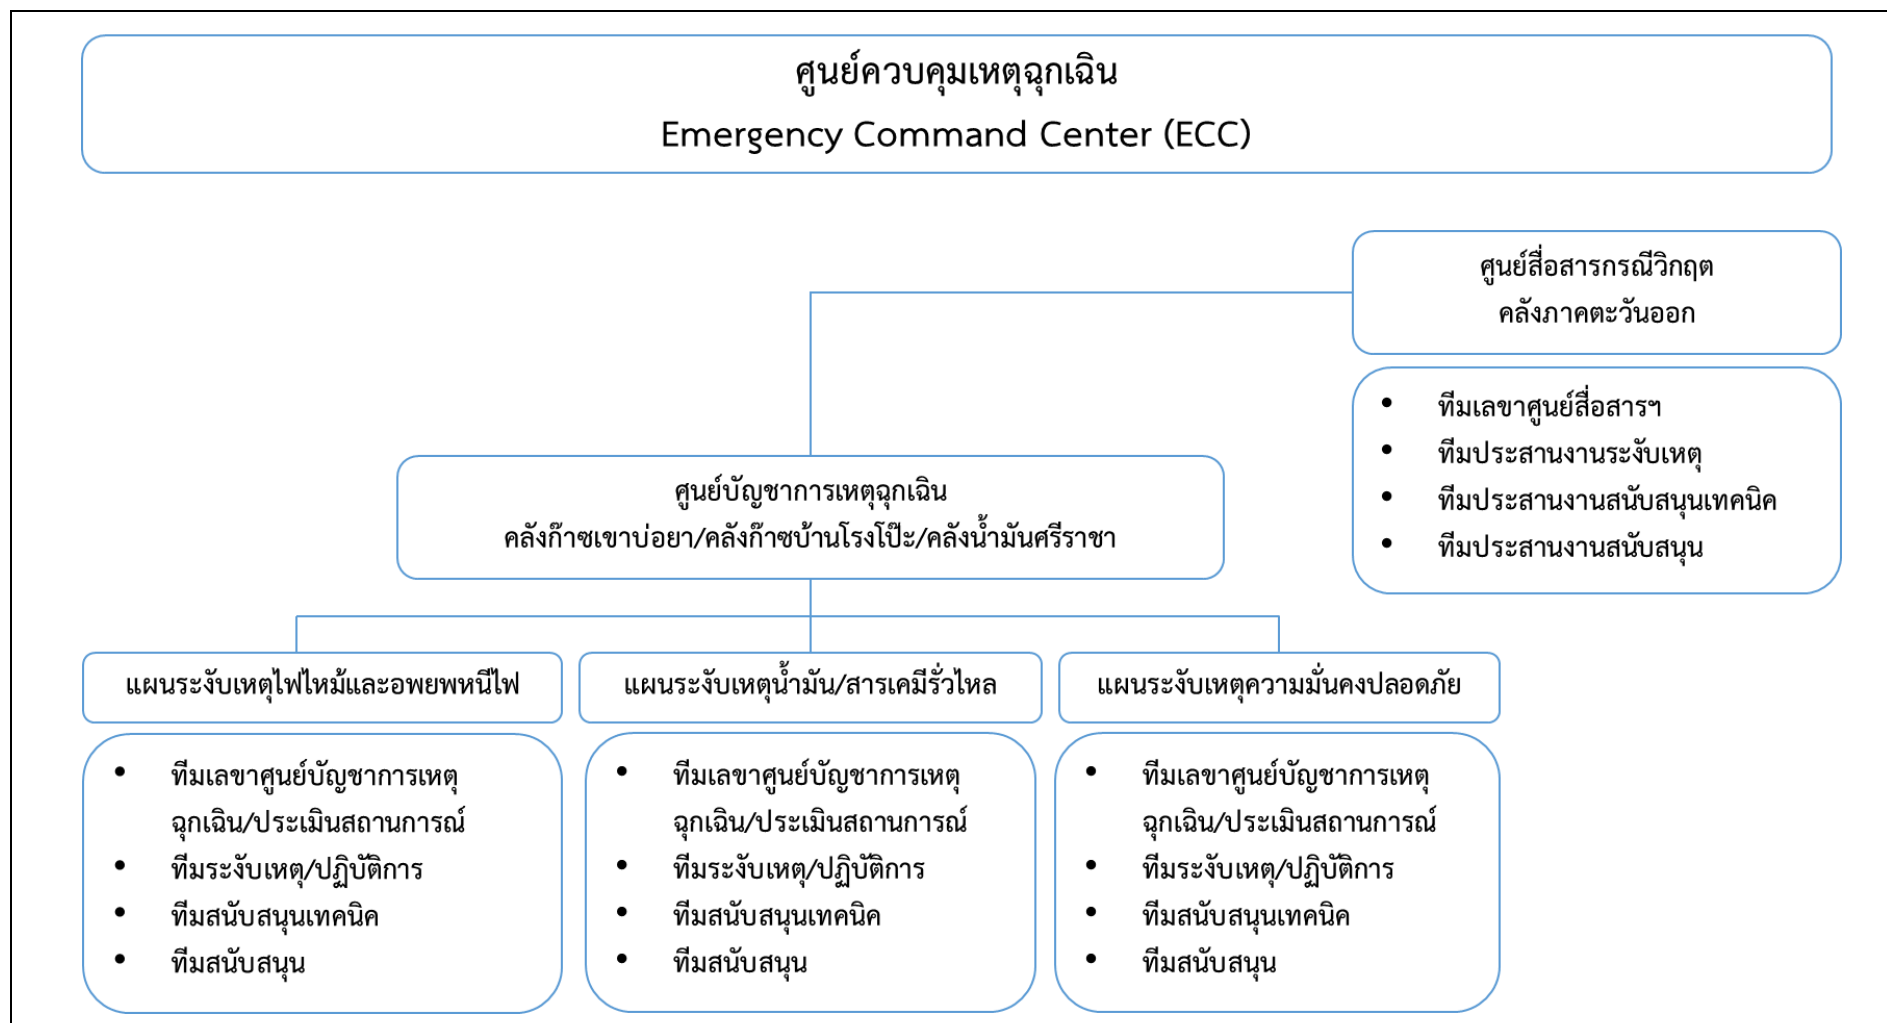 ศูนย์ควบคุมเหตุฉุกเฉิน
Emergency Command Center (ECC)
ศูนย์สื่อสารกรณีวิกฤต
คลังภาคตะวันออก
• ทีมเลขาศูนย์สื่อสารฯ
• ทีมประสานงานระงับเหตุ
• ทีมประสานงานสนับสนุนเทคนิค
• ทีมประสานงานสนับสนุน
ศูนย์บัญชาการเหตุฉุกเฉิน
คลังก๊าซเขาบ่อยา/คลังก๊าซบ้านโรงโป๊ะ/คลังน้ำมันศรีราชา
แผนระงับเหตุไฟไหม้และอพยพหนีไฟ
• ทีมเลขาศูนย์บัญชาการเหตุ
ฉุกเฉิน/ประเมินสถานการณ์
• ทีมระงับเหตุ/ปฏิบัติการ
• ทีมสนับสนุนเทคนิค
• ทีมสนับสนุน
แผนระงับเหตุน้ำมัน/สารเคมีรั่วไหล
• ทีมเลขาศูนย์บัญชาการเหตุ
ฉุกเฉิน/ประเมินสถานการณ์
• ทีมระงับเหตุ/ปฏิบัติการ
• ทีมสนับสนุนเทคนิค
• ทีมสนับสนุน
แผนระงับเหตุความมั่นคงปลอดภัย
• ทีมเลขาศูนย์บัญชาการเหตุ
ฉุกเฉิน/ประเมินสถานการณ์
• ทีมระงับเหตุ/ปฏิบัติการ
• ทีมสนับสนุนเทคนิค
• ทีมสนับสนุน